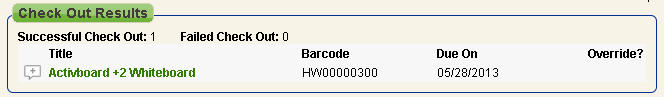 Check Out Results
Successful Check Out: 1 Failed Check Out: 0
Title Barcode Due On Override?
Activboard +2 Whiteboard HW00000300 05/28/2013